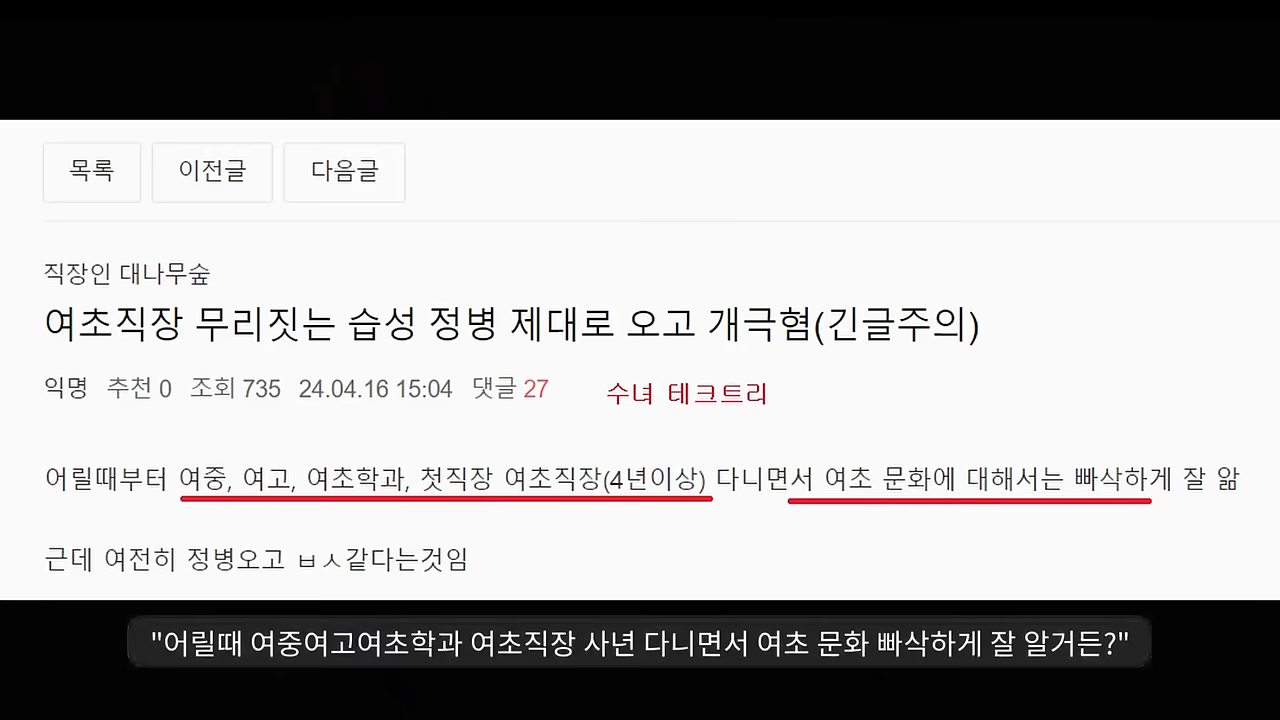 목록 이전글 다음글
직장인 대나무숲
여초직장 무리짓는 습성 정병 제대로 오고 개극혐(긴글주의)
익명 추천 0 조회 735 24.04.16 15:04 댓글 27 수녀 테크트리
어릴때부터 여중, 여고, 여초학과, 첫직장 여초직장(4년이상) 다니면서 여초 문화에 대해서는 빠삭하게 잘 앎
근데 여전히 정병오고 ㅂㅅ같다는것임
"어릴때 여중여고여초학과 여초직장 사년 다니면서 여초 문화 빠삭하게 잘 알거든?"